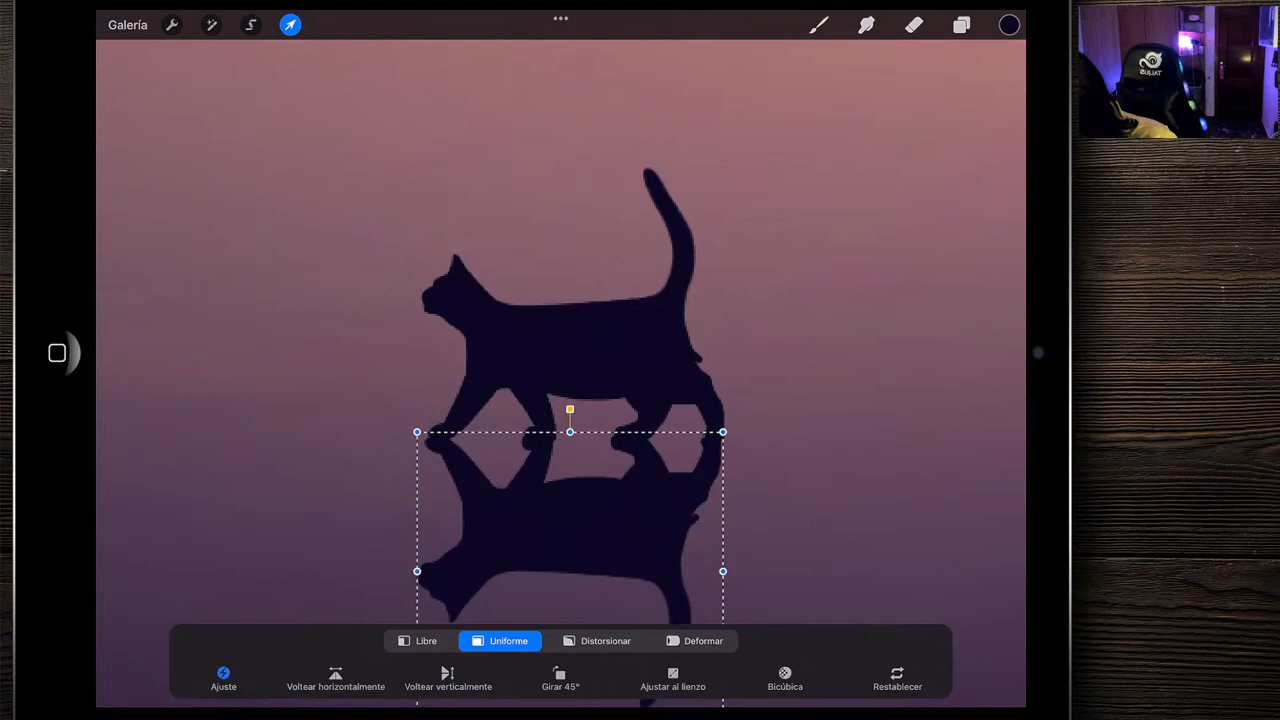 Galería
Libre
Uniforme
Distorsionar
Deformar
Ajuste
Voltear horizontalmente
Voltear verticalmente
Girar 45°
Ajustar al lienzo
Bicúbica
Restablecer